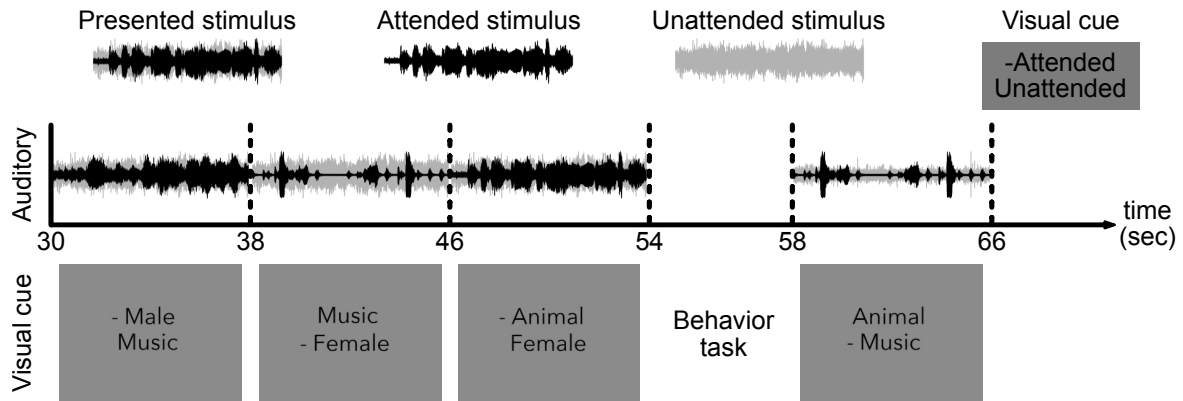 Presented stimulus
Attended stimulus
Unattended stimulus
Visual cue
-Attended
Unattended
Auditory
30
38
46
54
58
66
time
(sec)
Visual cue
- Male
Music
Music
- Female
- Animal
Female
Behavior
task
Animal
- Music